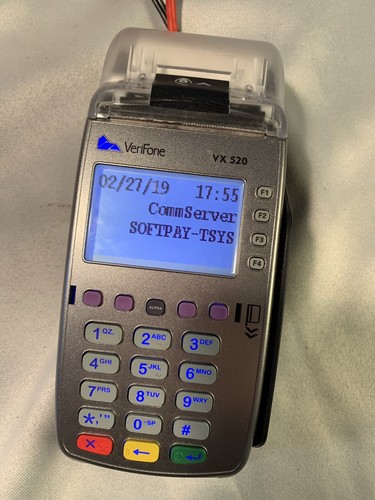 VeriFone
VX 520
02/27/19 17:55
CommServer
SOFTPAY-TSYS
F1
F2
F3
F4
ALPHA
1 QZ.
2 ABC
3 DEF
4 GHI
5 JKL
6 MNO
7 PRS
8 TUV
9 WXY
*,'"
0 -SP
#